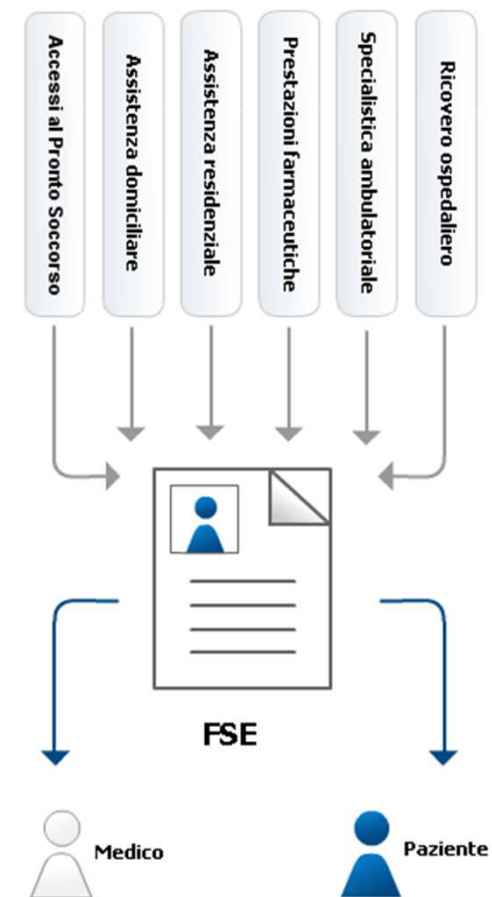 Accessi al Pronto Soccorso
Assistenza domiciliare
Assistenza residenziale
Prestazioni farmaceutiche
Specialistica ambulatoriale
Ricovero ospedaliero
FSE
Medico
Paziente